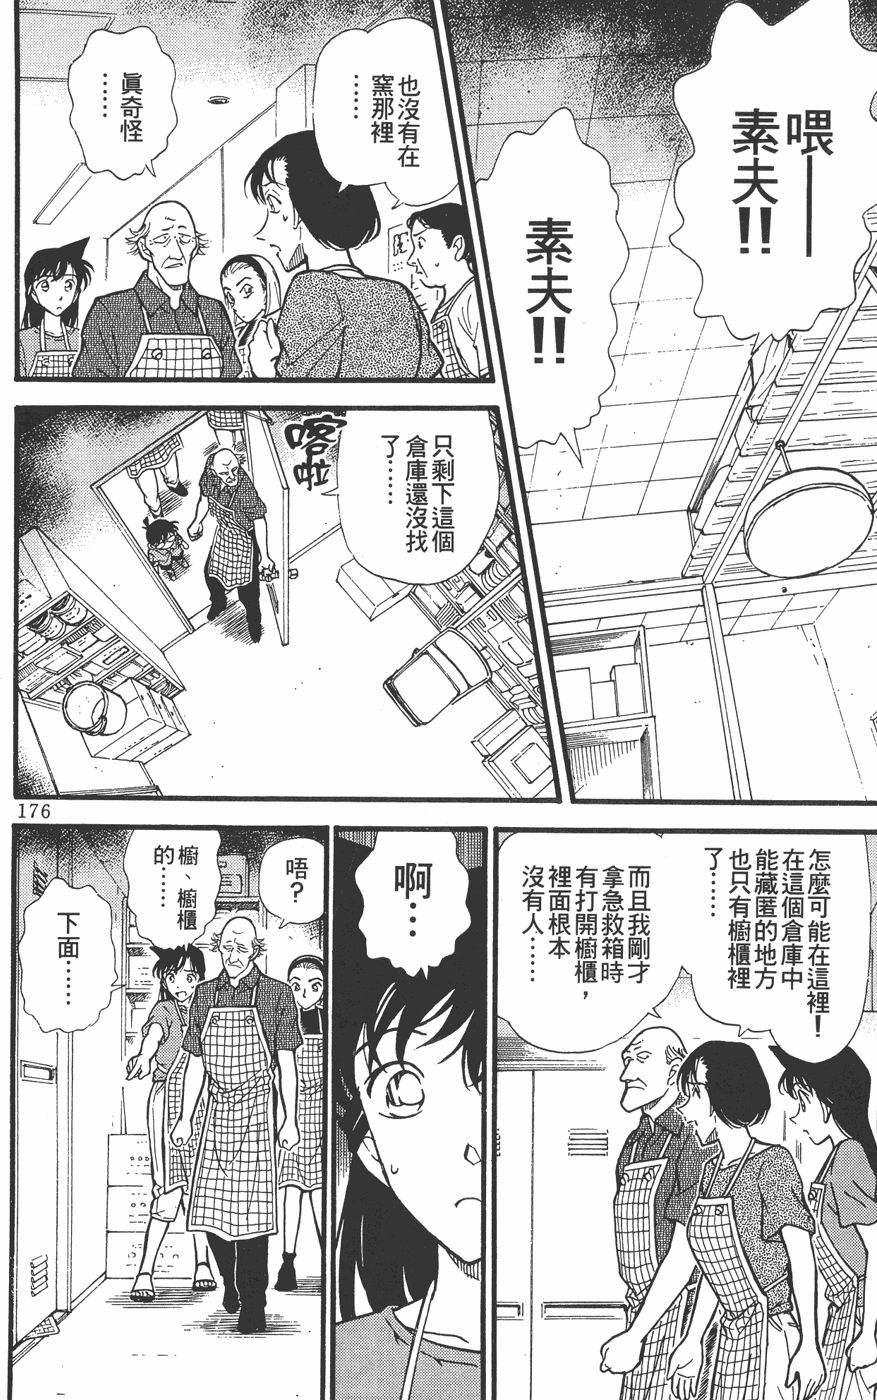 喂——
素夫!!
素夫!!
也沒有在
窯那裡
……
眞奇怪
……
只剩下這個
倉庫還沒找
了……
喀啦
176
怎麼可能在這裡！
在這個倉庫中
能藏匿的地方
也只有櫥櫃裡
了……
而且我剛才
拿急救箱時
有打開櫥櫃，
裡面根本
沒有人……
啊…
唔？
櫥、櫥櫃
的……
下面……